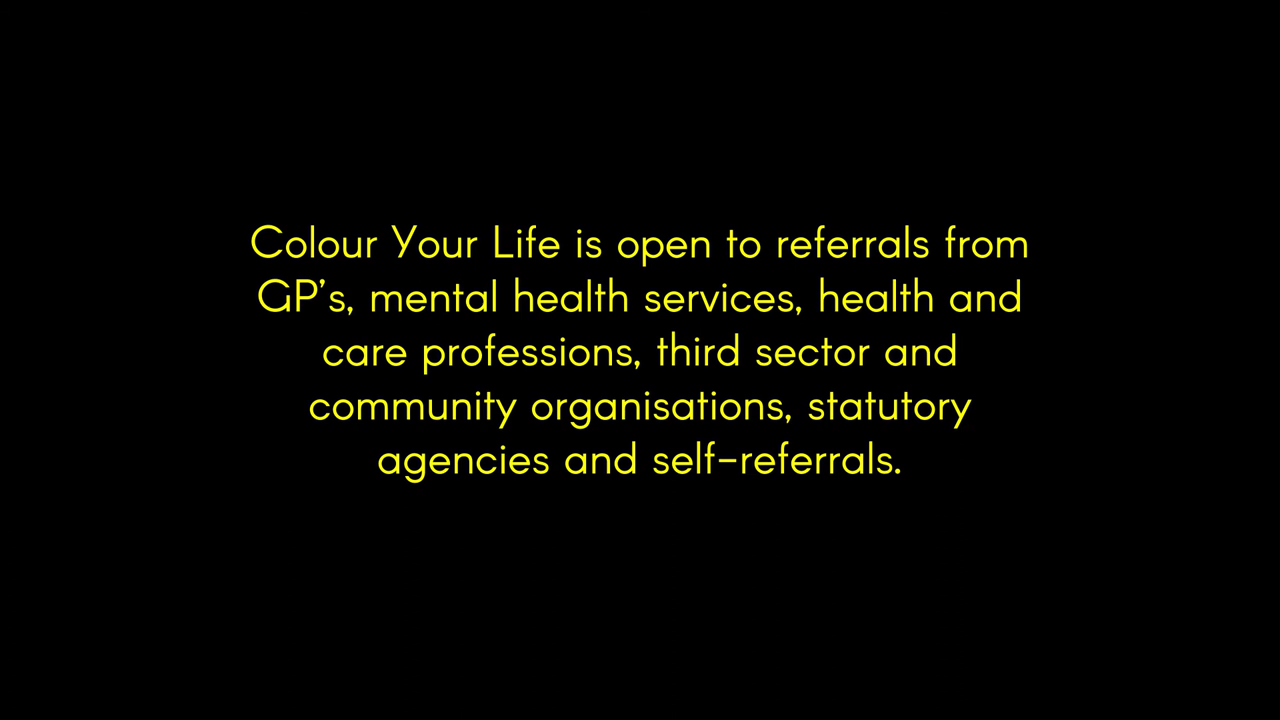 Colour Your Life is open to referrals from
GP's, mental health services, health and
care professions, third sector and
community organisations, statutory
agencies and self-referrals.